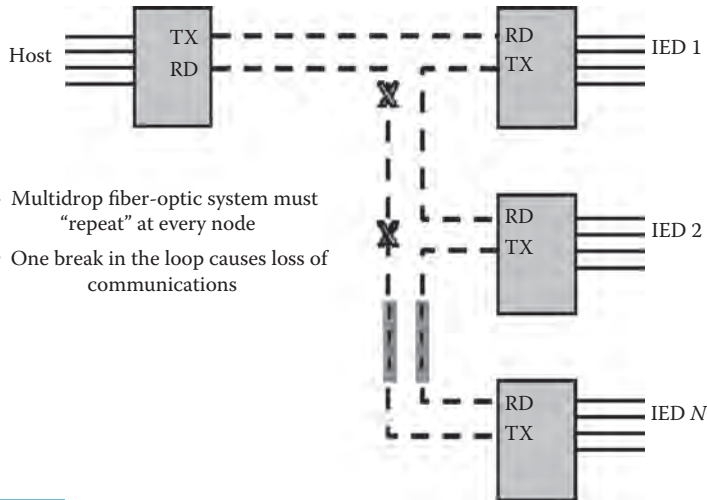 Host
TX
RD
RD
TX
IED 1
Multidrop fiber-optic system must
“repeat” at every node
One break in the loop causes loss of
communications
RD
TX
IED 2
RD
TX
IED N